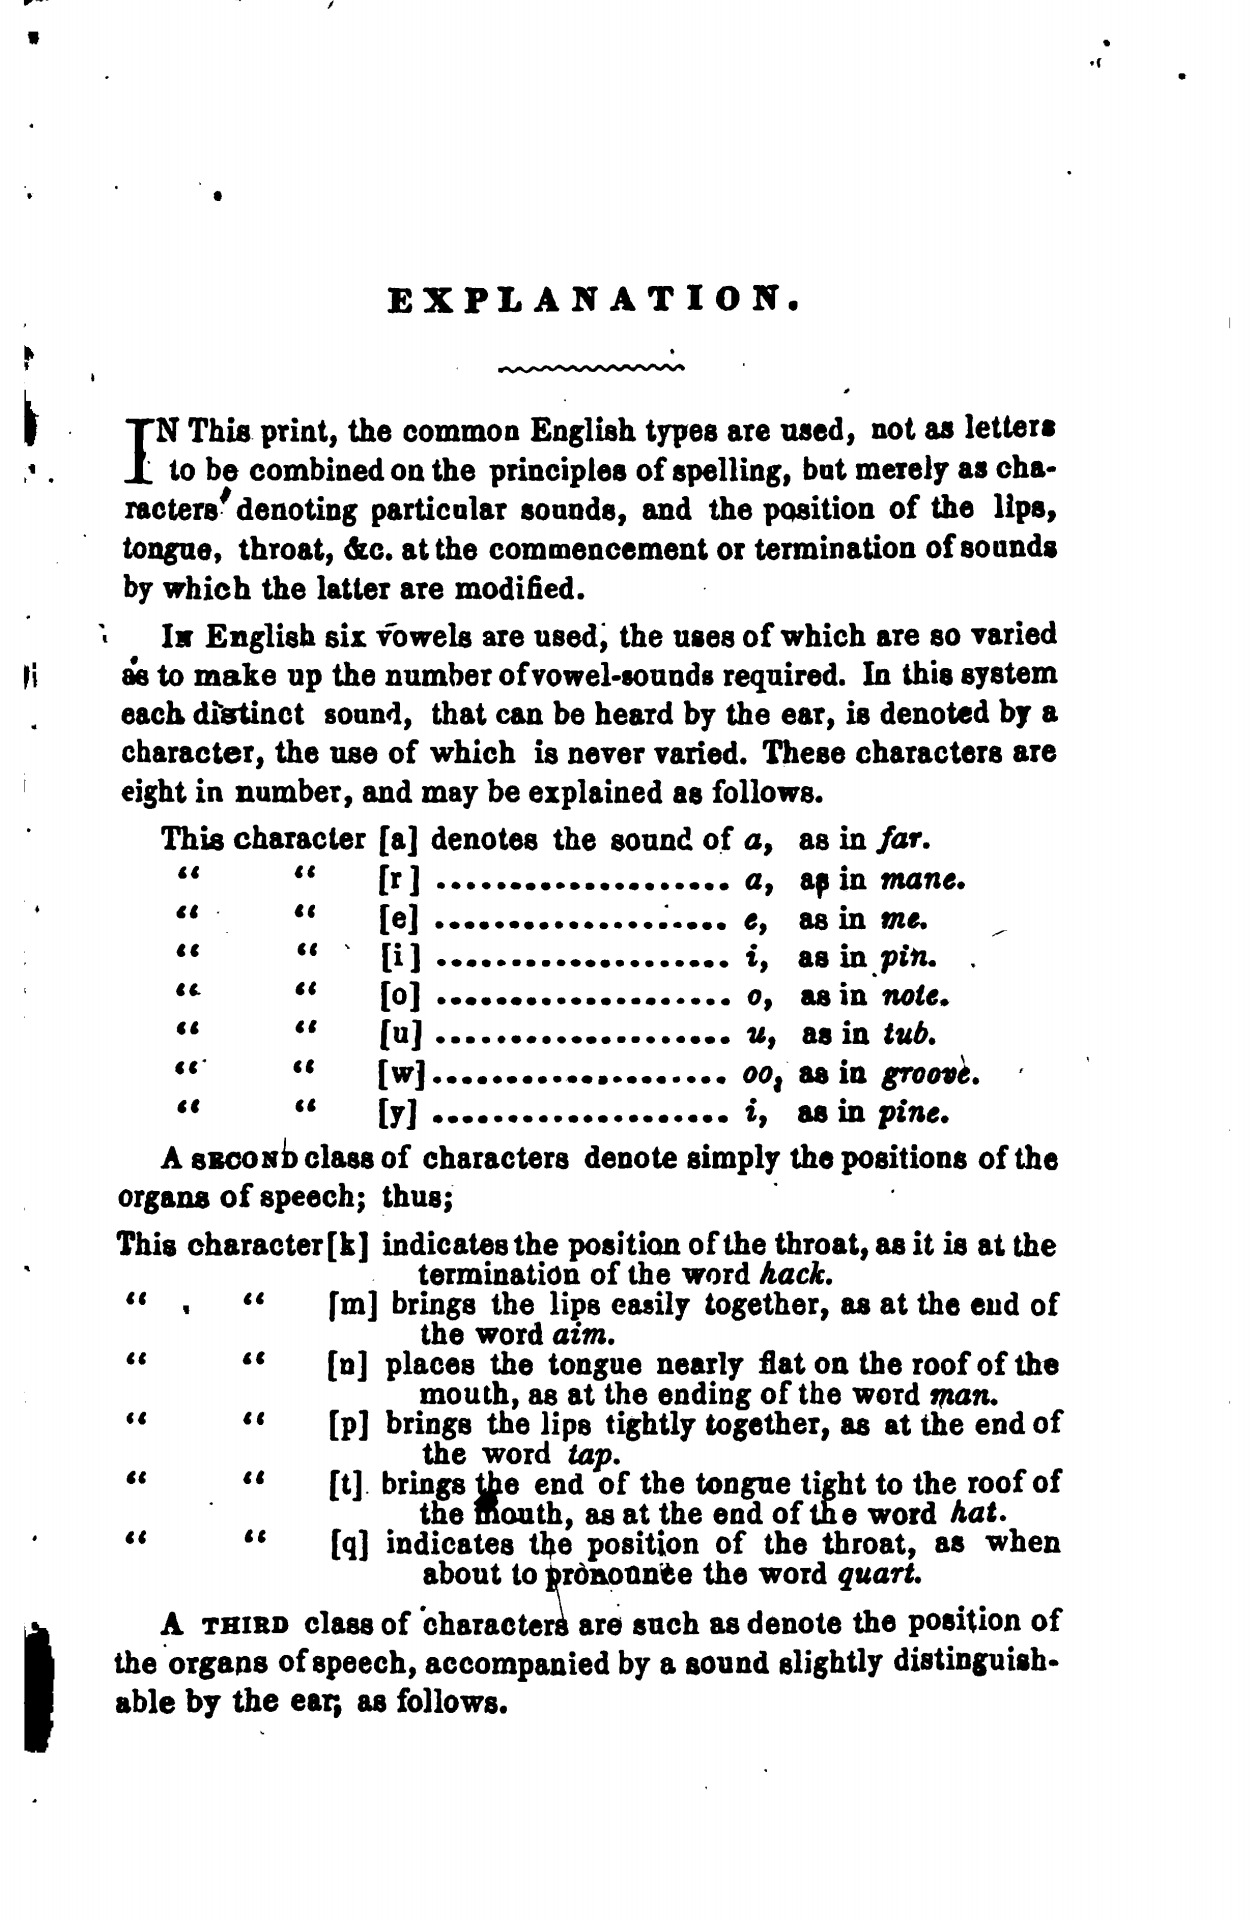 EXPLANATION.
IN This print, the common English types are used, not as letters
to be combined on the principles of spelling, but merely as cha-
racters denoting particular sounds, and the position of the lips,
tongue, throat, &c. at the commencement or termination of sounds
by which the latter are modified.
In English six vowels are used, the uses of which are so varied
as to make up the number of vowel-sounds required. In this system
each distinct sound, that can be heard by the ear, is denoted by a
character, the use of which is never varied. These characters are
eight in number, and may be explained as follows.
This character [a] denotes the sound of a, as in far.
“ “ [r] .................... a, as in mane.
“ “ [e] .................... e, as in me.
“ “ [i] .................... i, as in pin.
“ “ [o] .................... o, as in note.
“ “ [u] .................... u, as in tub.
“ “ [w].................... oo, as in groove.
“ “ [y] .................... i, as in pine.
A SECOND class of characters denote simply the positions of the
organs of speech; thus;
This character [k] indicates the position of the throat, as it is at the
termination of the word hack.
“ “ [m] brings the lips easily together, as at the end of
the word aim.
“ “ [n] places the tongue nearly flat on the roof of the
mouth, as at the ending of the word man.
“ “ [p] brings the lips tightly together, as at the end of
the word tap.
“ “ [t] brings the end of the tongue tight to the roof of
the mouth, as at the end of the word hat.
“ “ [q] indicates the position of the throat, as when
about to pronounce the word quart.
A THIRD class of characters are such as denote the position of
the organs of speech, accompanied by a sound slightly distinguish-
able by the ear; as follows.